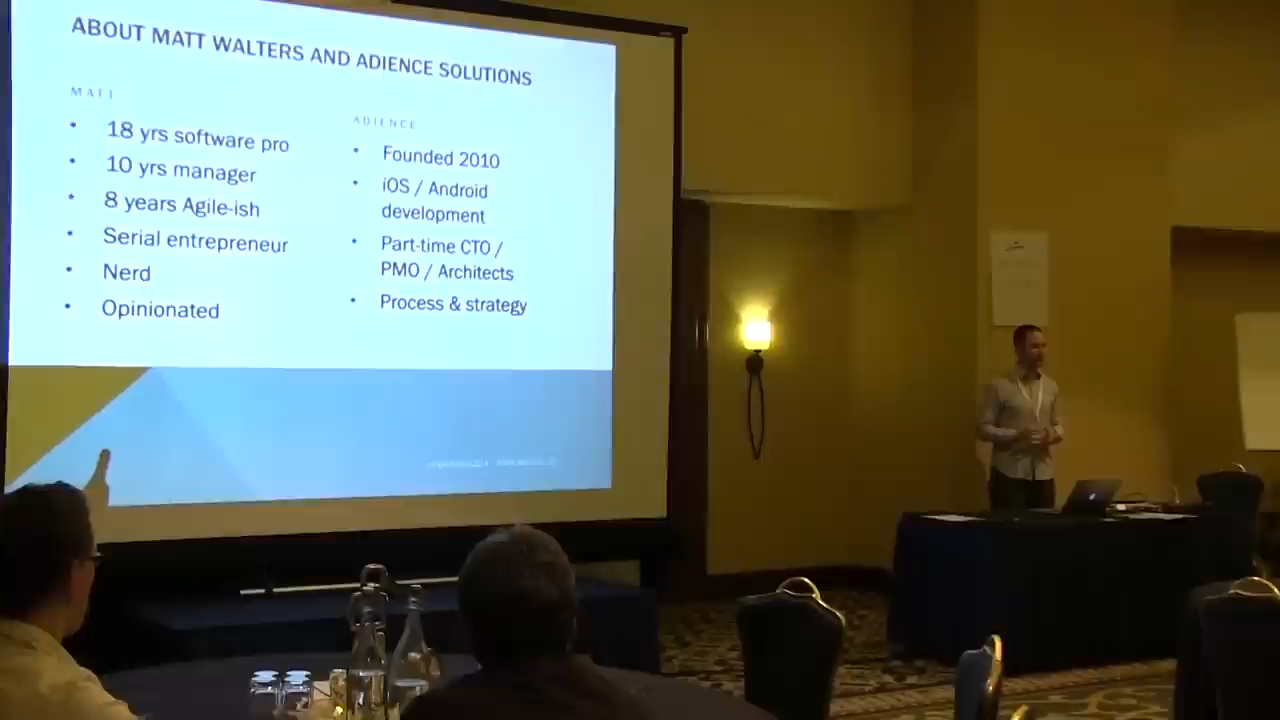 ABOUT MATT WALTERS AND ADIENCE SOLUTIONS
MATT
• 18 yrs software pro
• 10 yrs manager
• 8 years Agile-ish
• Serial entrepreneur
• Nerd
• Opinionated
ADIENCE
• Founded 2010
• iOS / Android
development
• Part-time CTO /
PMO / Architects
• Process & strategy